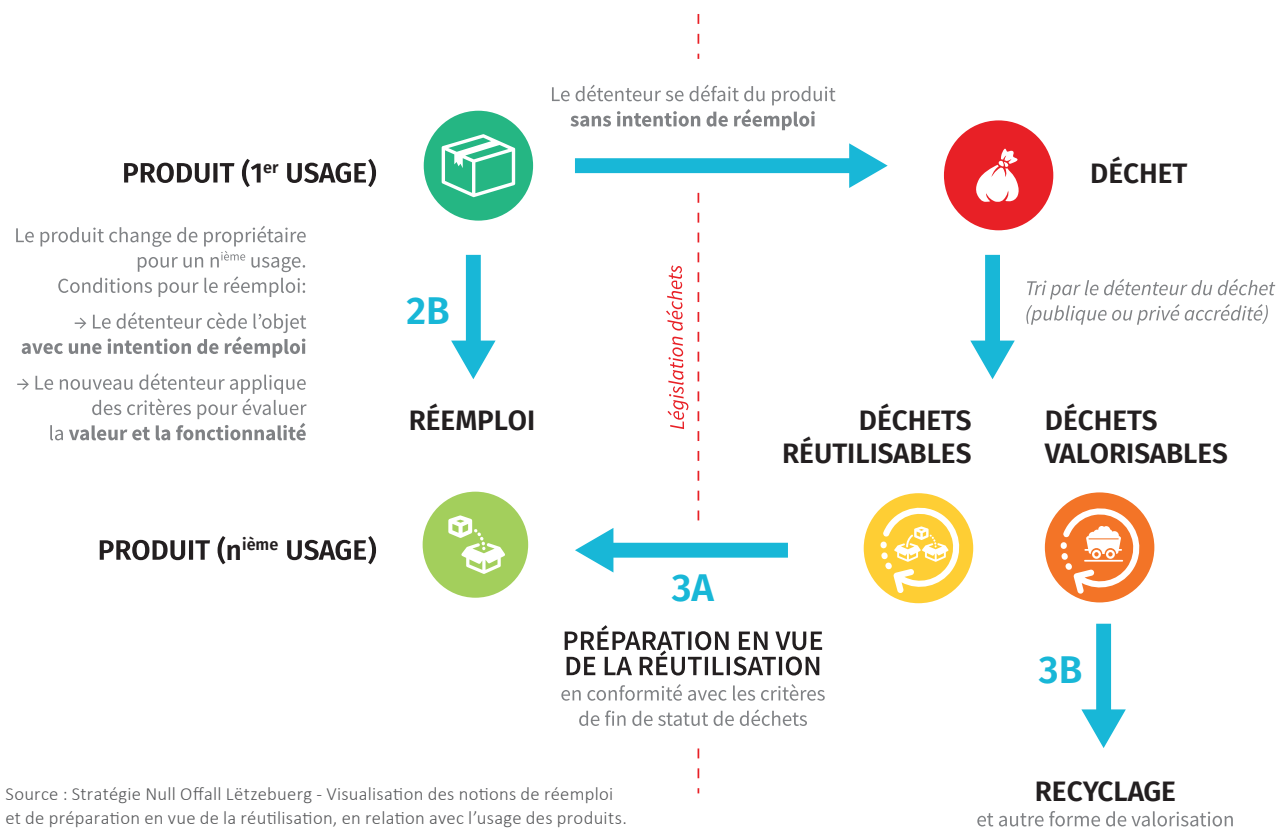 Le détenteur se défait du produit
sans intention de réemploi
PRODUIT (1er USAGE)
DÉCHET
Le produit change de propriétaire
pour un nième usage.
Conditions pour le réemploi:
→ Le détenteur cède l'objet
avec une intention de réemploi
→ Le nouveau détenteur applique
des critères pour évaluer
la valeur et la fonctionnalité
2B
Législation déchets
Tri par le détenteur du déchet
(publique ou privé accrédité)
RÉEMPLOI
DÉCHETS
RÉUTILISABLES
DÉCHETS
VALORISABLES
PRODUIT (nième USAGE)
3A
PRÉPARATION EN VUE
DE LA RÉUTILISATION
en conformité avec les critères
de fin de statut de déchets
3B
RECYCLAGE
et autre forme de valorisation
Source : Stratégie Null Offall Lëtzebuerg - Visualisation des notions de réemploi
et de préparation en vue de la réutilisation, en relation avec l'usage des produits.